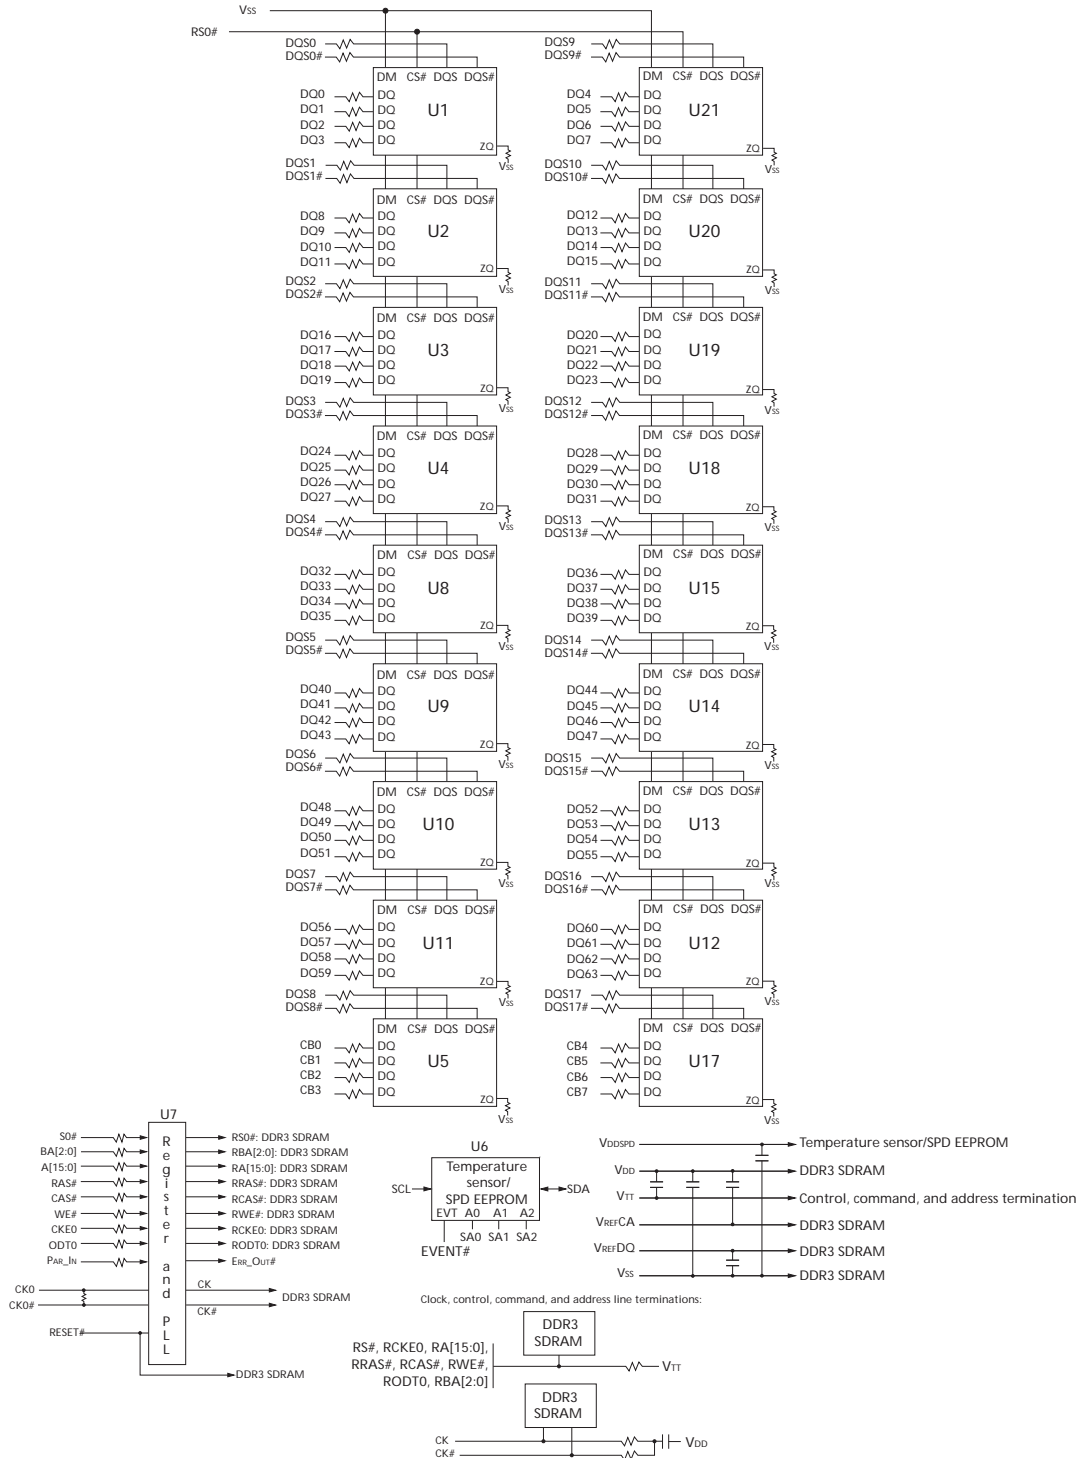 VSS
RS0#
DQS0
DQS0#
DQS9
DQS9#
DM CS# DQS DQS#
DQ0 DQ
DQ1 DQ
DQ2 DQ
DQ3 DQ
U1
ZQ
VSS
DM CS# DQS DQS#
DQ4 DQ
DQ5 DQ
DQ6 DQ
DQ7 DQ
U21
ZQ
VSS
DQS1
DQS1#
DQS10
DQS10#
DM CS# DQS DQS#
DQ8 DQ
DQ9 DQ
DQ10 DQ
DQ11 DQ
U2
ZQ
VSS
DM CS# DQS DQS#
DQ12 DQ
DQ13 DQ
DQ14 DQ
DQ15 DQ
U20
ZQ
VSS
DQS2
DQS2#
DQS11
DQS11#
DM CS# DQS DQS#
DQ16 DQ
DQ17 DQ
DQ18 DQ
DQ19 DQ
U3
ZQ
VSS
DM CS# DQS DQS#
DQ20 DQ
DQ21 DQ
DQ22 DQ
DQ23 DQ
U19
ZQ
VSS
DQS3
DQS3#
DQS12
DQS12#
DM CS# DQS DQS#
DQ24 DQ
DQ25 DQ
DQ26 DQ
DQ27 DQ
U4
ZQ
VSS
DM CS# DQS DQS#
DQ28 DQ
DQ29 DQ
DQ30 DQ
DQ31 DQ
U18
ZQ
VSS
DQS4
DQS4#
DQS13
DQS13#
DM CS# DQS DQS#
DQ32 DQ
DQ33 DQ
DQ34 DQ
DQ35 DQ
U8
ZQ
VSS
DM CS# DQS DQS#
DQ36 DQ
DQ37 DQ
DQ38 DQ
DQ39 DQ
U15
ZQ
VSS
DQS5
DQS5#
DQS14
DQS14#
DM CS# DQS DQS#
DQ40 DQ
DQ41 DQ
DQ42 DQ
DQ43 DQ
U9
ZQ
VSS
DM CS# DQS DQS#
DQ44 DQ
DQ45 DQ
DQ46 DQ
DQ47 DQ
U14
ZQ
VSS
DQS6
DQS6#
DQS15
DQS15#
DM CS# DQS DQS#
DQ48 DQ
DQ49 DQ
DQ50 DQ
DQ51 DQ
U10
ZQ
VSS
DM CS# DQS DQS#
DQ52 DQ
DQ53 DQ
DQ54 DQ
DQ55 DQ
U13
ZQ
VSS
DQS7
DQS7#
DQS16
DQS16#
DM CS# DQS DQS#
DQ56 DQ
DQ57 DQ
DQ58 DQ
DQ59 DQ
U11
ZQ
VSS
DM CS# DQS DQS#
DQ60 DQ
DQ61 DQ
DQ62 DQ
DQ63 DQ
U12
ZQ
VSS
DQS8
DQS8#
DQS17
DQS17#
DM CS# DQS DQS#
CB0 DQ
CB1 DQ
CB2 DQ
CB3 DQ
U5
ZQ
VSS
DM CS# DQS DQS#
CB4 DQ
CB5 DQ
CB6 DQ
CB7 DQ
U17
ZQ
VSS
U7
Register and PLL
S0#
BA[2:0]
A[15:0]
RAS#
CAS#
WE#
CKE0
ODT0
PAR_IN
CK0
CK0#
RESET#
RS0#: DDR3 SDRAM
RBA[2:0]: DDR3 SDRAM
RA[15:0]: DDR3 SDRAM
RRAS#: DDR3 SDRAM
RCAS#: DDR3 SDRAM
RWE#: DDR3 SDRAM
RCKE0: DDR3 SDRAM
RODT0: DDR3 SDRAM
ERR_OUT#
CK
DDR3 SDRAM
CK#
DDR3 SDRAM
U6
Temperature
sensor/
SPD EEPROM
EVT A0 A1 A2
SCL
SDA
SA0 SA1 SA2
EVENT#
VDDSPD Temperature sensor/SPD EEPROM
VDD DDR3 SDRAM
VTT Control, command, and address termination
VREFCA DDR3 SDRAM
VREFDQ DDR3 SDRAM
VSS DDR3 SDRAM
Clock, control, command, and address line terminations:
DDR3
SDRAM
RS#, RCKE0, RA[15:0],
RRAS#, RCAS#, RWE#,
RODT0, RBA[2:0]
VTT
DDR3
SDRAM
CK
CK#
VDD